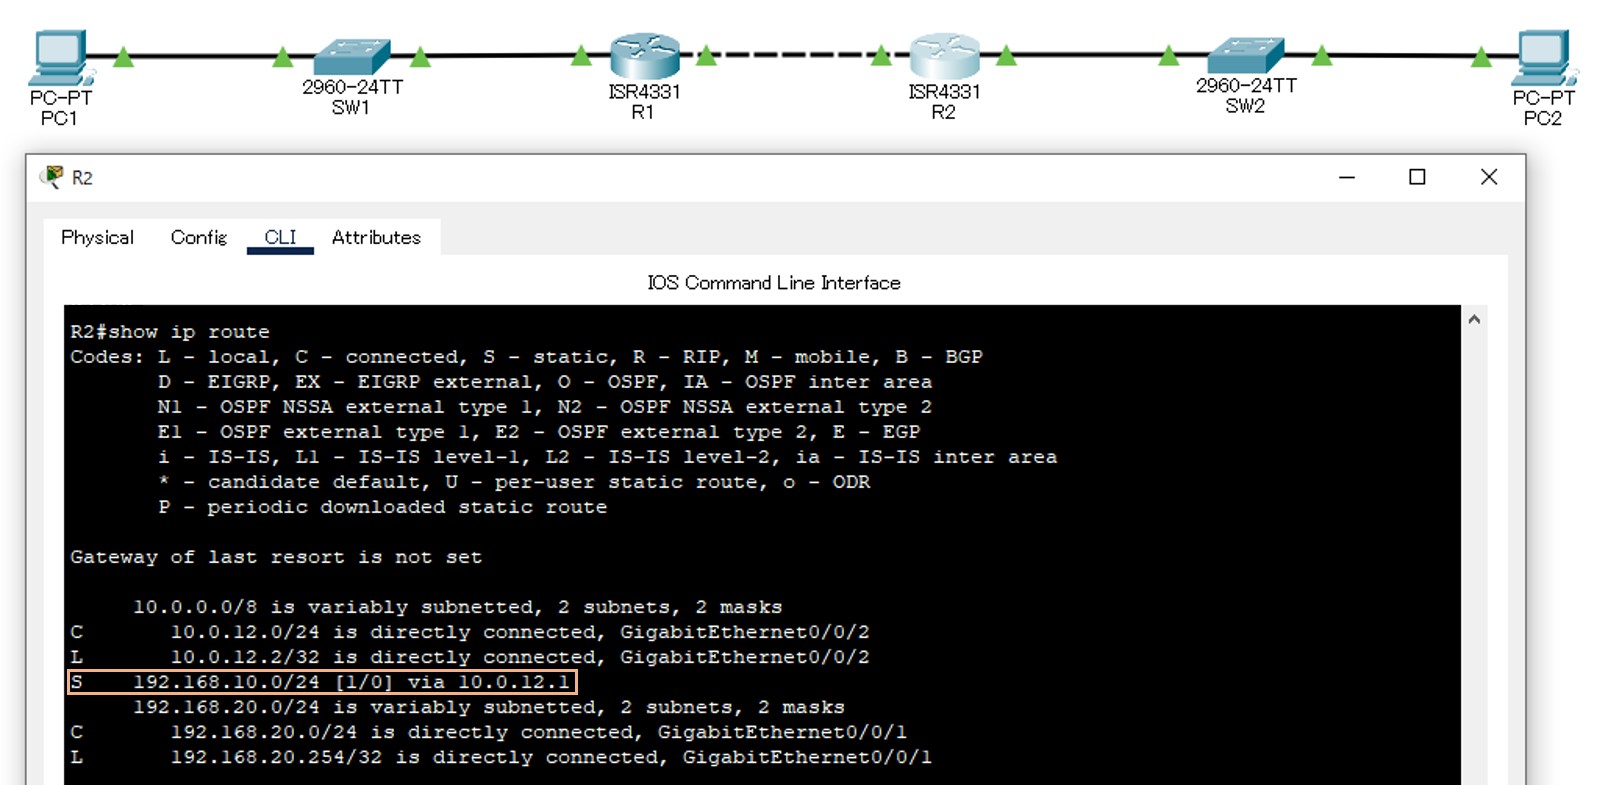 PC-PT
PC1
2960-24TT
SW1
ISR4331
R1
ISR4331
R2
2960-24TT
SW2
PC-PT
PC2
R2
Physical Config CLI Attributes
IOS Command Line Interface
R2#show ip route
Codes: L - local, C - connected, S - static, R - RIP, M - mobile, B - BGP
D - EIGRP, EX - EIGRP external, O - OSPF, IA - OSPF inter area
N1 - OSPF NSSA external type 1, N2 - OSPF NSSA external type 2
E1 - OSPF external type 1, E2 - OSPF external type 2, E - EGP
i - IS-IS, L1 - IS-IS level-1, L2 - IS-IS level-2, ia - IS-IS inter area
* - candidate default, U - per-user static route, o - ODR
P - periodic downloaded static route
Gateway of last resort is not set
10.0.0.0/8 is variably subnetted, 2 subnets, 2 masks
C 10.0.12.0/24 is directly connected, GigabitEthernet0/0/2
L 10.0.12.2/32 is directly connected, GigabitEthernet0/0/2
S 192.168.10.0/24 [1/0] via 10.0.12.1
192.168.20.0/24 is variably subnetted, 2 subnets, 2 masks
C 192.168.20.0/24 is directly connected, GigabitEthernet0/0/1
L 192.168.20.254/32 is directly connected, GigabitEthernet0/0/1